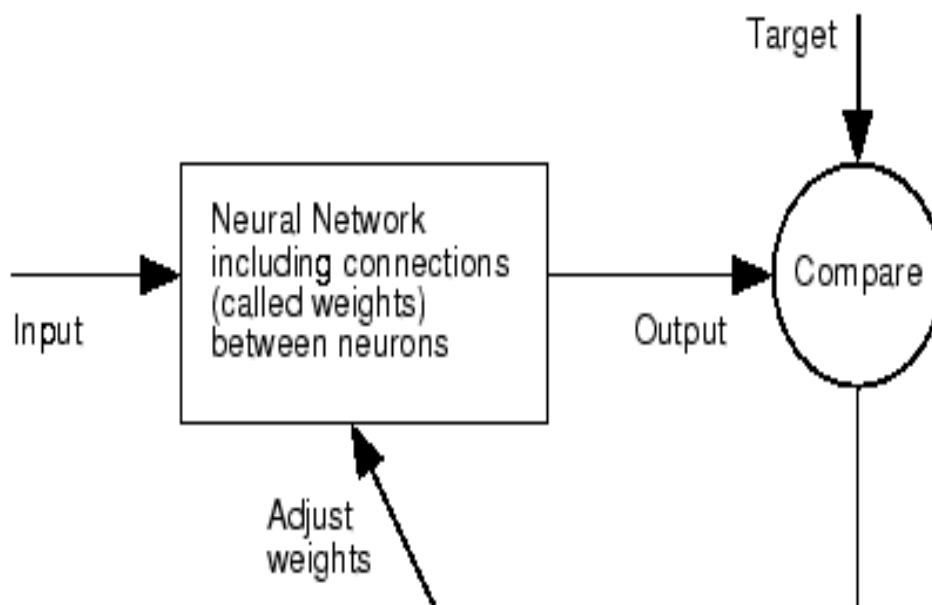 Target
Neural Network
including connections
(called weights)
between neurons
Compare
Input
Output
Adjust
weights